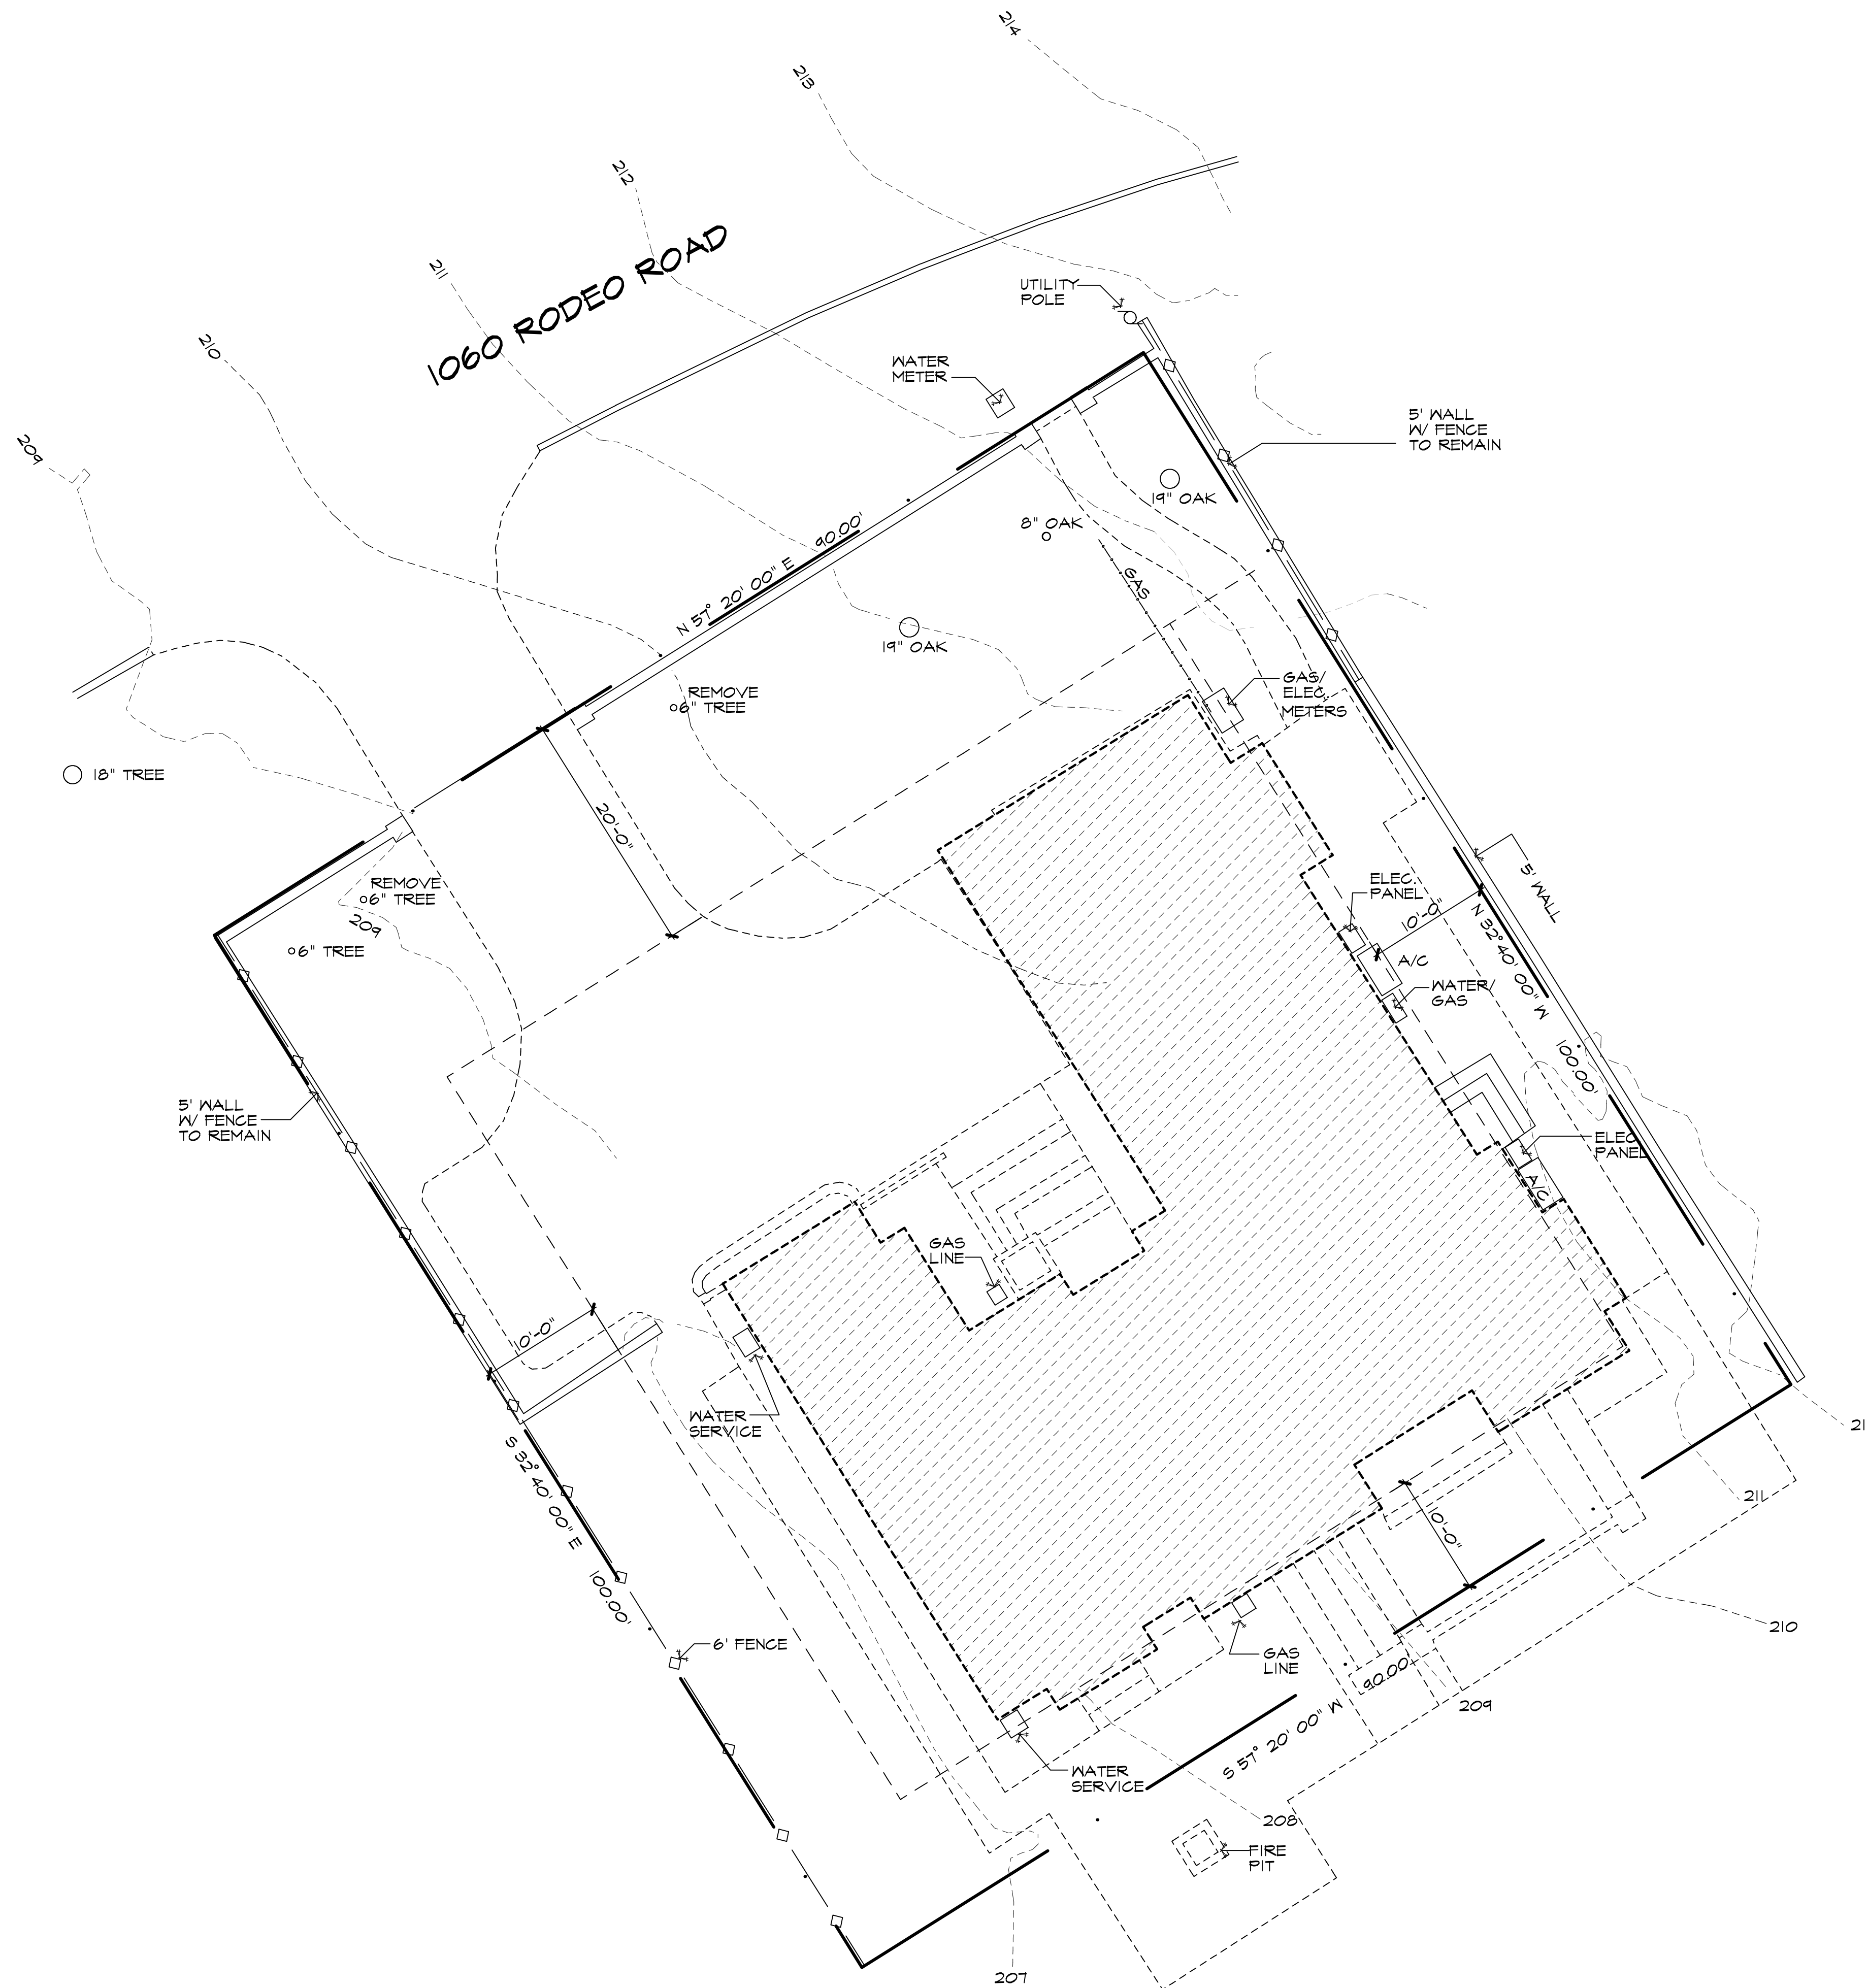 214
213
212
211
210
209
1060 RODEO ROAD
UTILITY
POLE
WATER
METER
5' WALL
W/ FENCE
TO REMAIN
19" OAK
8" OAK
GAS
N 57° 20' 00" E 90.00'
19" OAK
GAS/
ELEC
METERS
REMOVE
6" TREE
18" TREE
20'-0"
REMOVE
6" TREE
209
6" TREE
ELEC
PANEL
10'-0"
5' WALL
N 32° 40' 00" W 100.00'
A/C
WATER/
GAS
5' WALL
W/ FENCE
TO REMAIN
ELEC
PANEL
A/C
GAS
LINE
10'-0"
WATER
SERVICE
S 32° 40' 00" E 100.00'
21
211
10'-0"
210
6' FENCE
GAS
LINE
S 57° 20' 00" W 90.00
209
WATER
SERVICE
208
FIRE
PIT
207